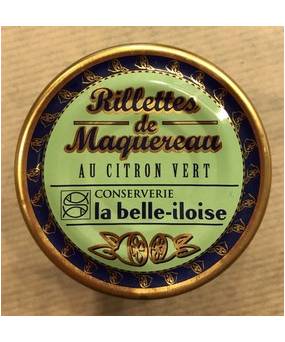 Rillettes
de
Maquereau
AU CITRON VERT
CONSERVERIE
la belle-iloise